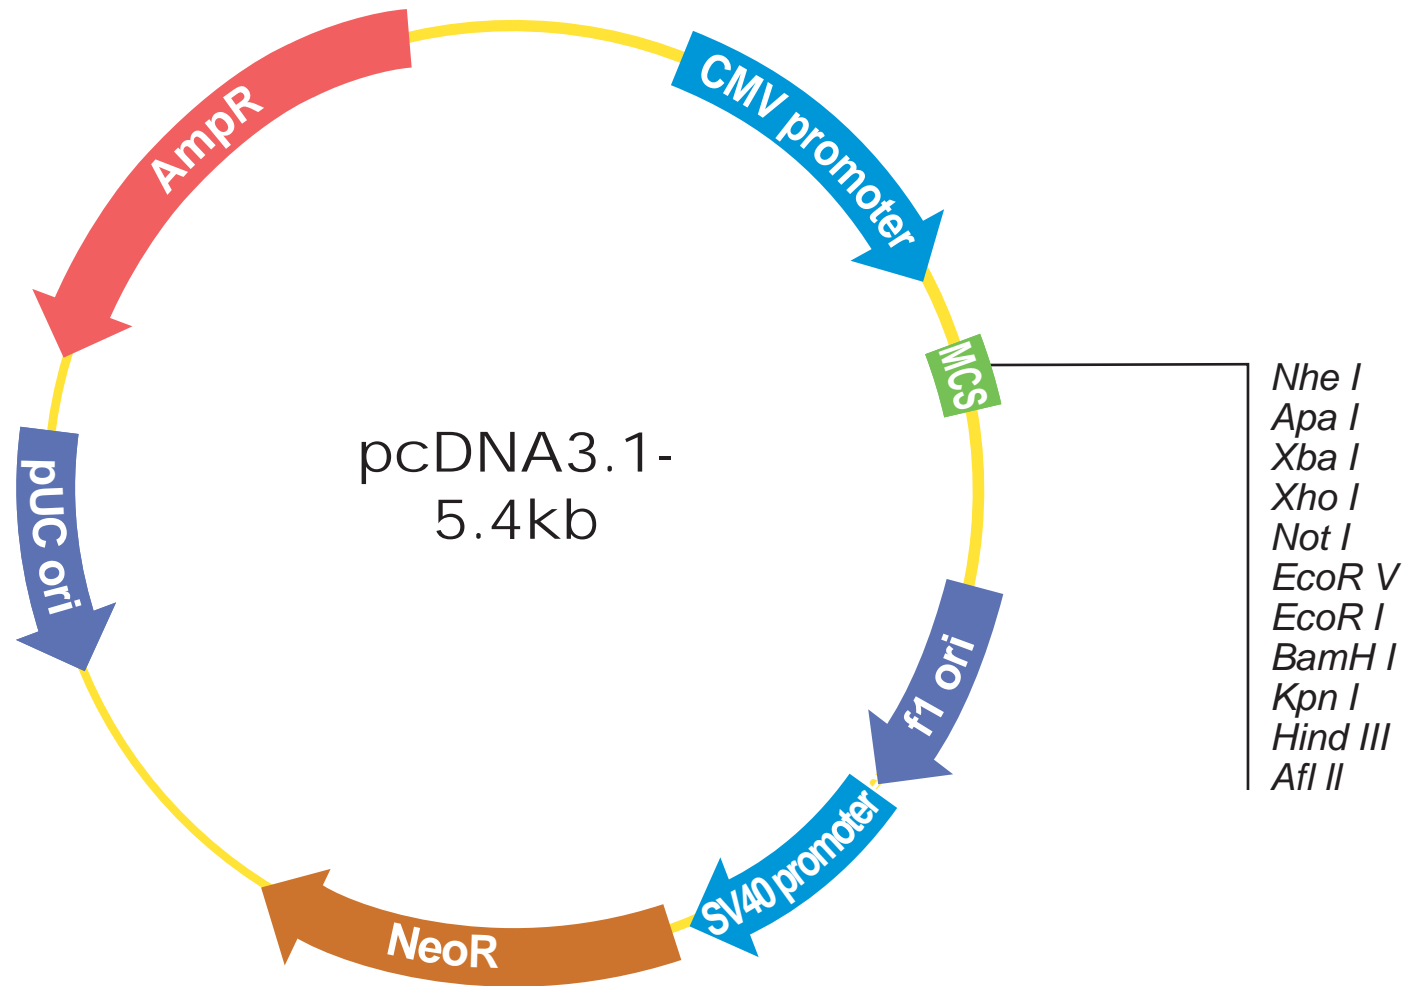 AmpR
CMV promoter
MCS
pcDNA3.1-
5.4kb
Nhe I
Apa I
Xba I
Xho I
Not I
EcoR V
EcoR I
BamH I
Kpn I
Hind III
Afl II
pUC ori
f1 ori
SV40 promoter
NeoR